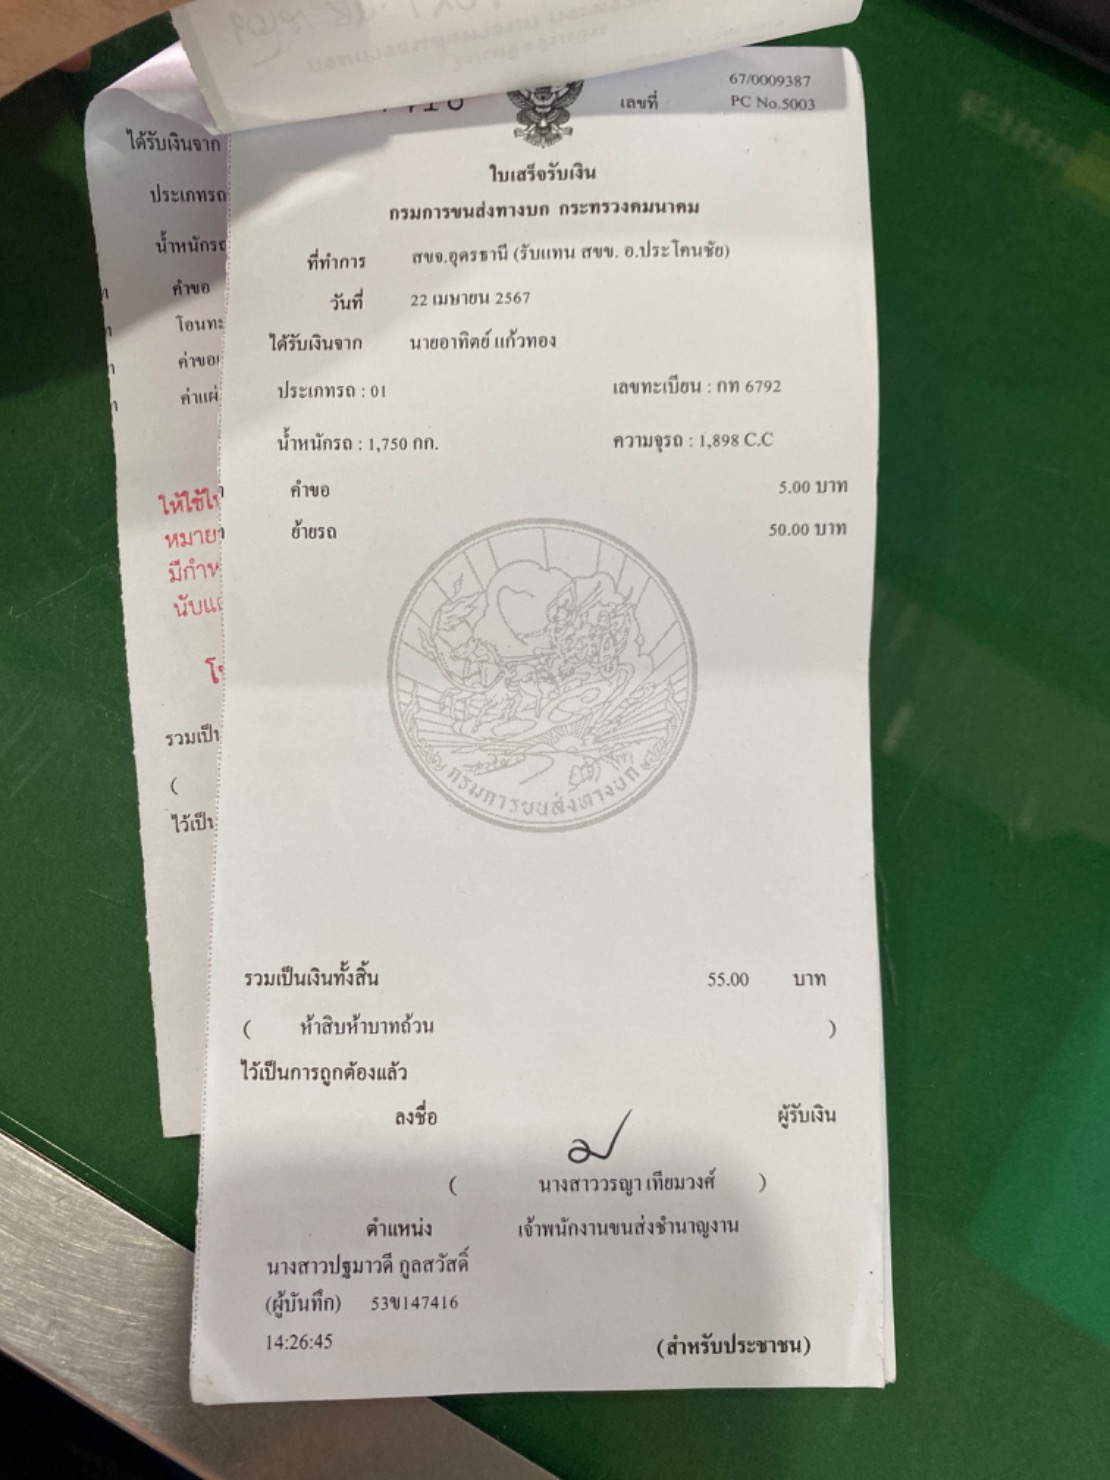 67/0009387
เลขที่ PC No.5003
ใบเสร็จรับเงิน
กรมการขนส่งทางบก กระทรวงคมนาคม
ที่ทำการ สขจ.อุดรธานี (รับแทน สขข. อ.ประโคนชัย)
วันที่ 22 เมษายน 2567
ได้รับเงินจาก นายอาทิตย์ แก้วทอง
ประเภทรถ : 01 เลขทะเบียน : กท 6792
น้ำหนักรถ : 1,750 กก. ความจุรถ : 1,898 C.C
คำขอ 5.00 บาท
ย้ายรถ 50.00 บาท
กรมการขนส่งทางบก
รวมเป็นเงินทั้งสิ้น 55.00 บาท
( ห้าสิบห้าบาทถ้วน )
ไว้เป็นการถูกต้องแล้ว
ลงชื่อ ผู้รับเงิน
( นางสาววรญา เทียมวงศ์ )
ตำแหน่ง เจ้าพนักงานขนส่งชำนาญงาน
นางสาวปฐมาวดี กูลสวัสดิ์
(ผู้บันทึก) 53ข147416
14:26:45
(สำหรับประชาชน)
ได้รับเงินจาก
ประเภทรถ
น้ำหนักรถ
คำขอ
โอนทะ
ค่าขอ
ค่าแผ่
ให้ใช้ใ
หมาย
มีกำห
นับแ
รวมเป็น
(
ไว้เป็น